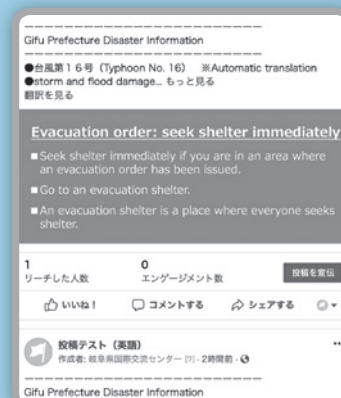 Gifu Prefecture Disaster Information
●台風第16号 (Typhoon No. 16) ※Automatic translation
●storm and flood damage... もっと見る
翻訳を見る
Evacuation order: seek shelter immediately
■Seek shelter immediately if you are in an area where
an evacuation order has been issued.
■Go to an evacuation shelter.
■An evacuation shelter is a place where everyone seeks
shelter.
1
リーチした人数
0
エンゲージメント数
投稿を宣伝
いいね！ コメントする シェアする
投稿テスト（英語）
作成者: 岐阜県国際交流センター [?]・2時間前・
Gifu Prefecture Disaster Information